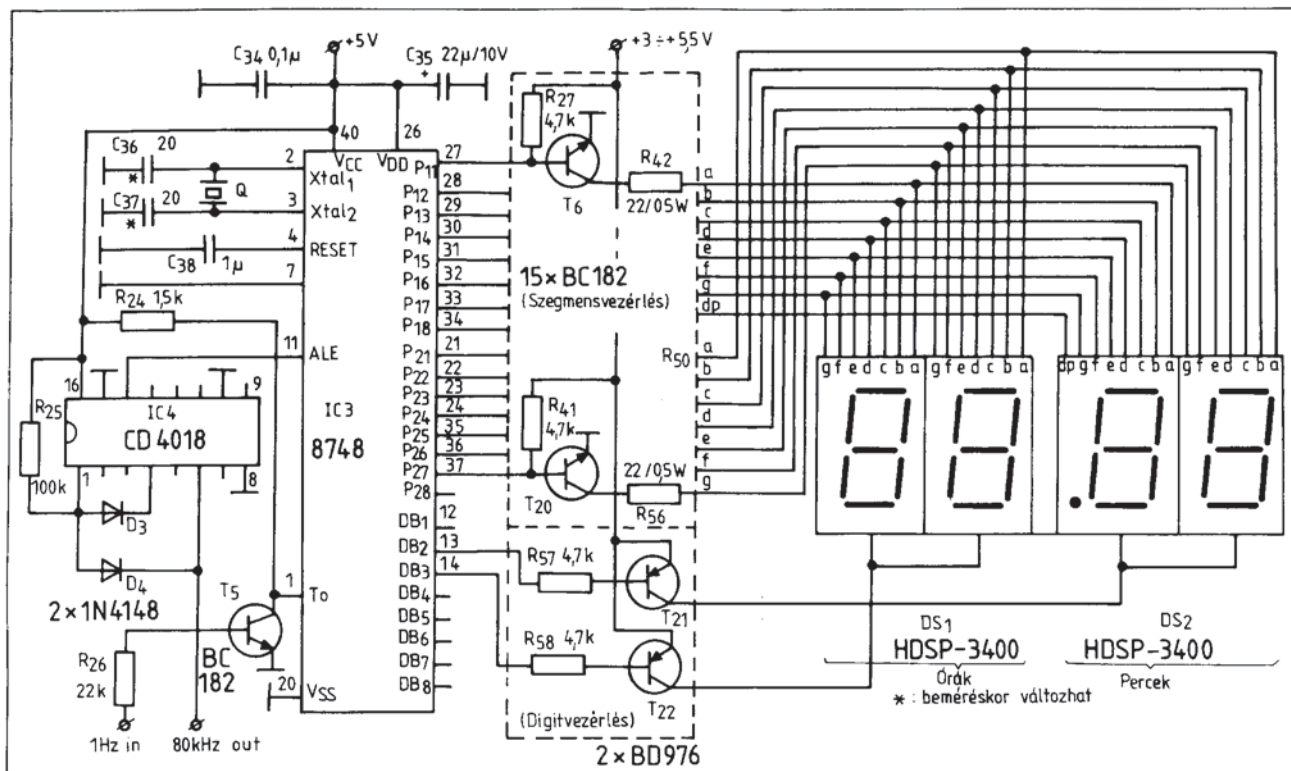 +5V
C34 0,1μ
C35 22μ/10V
+
+3÷+5,5V
R27
4,7k
40
26
VCC
VDD
C36
20
*
2
Xtal1
Q
C37
20
*
3
Xtal2
4
RESET
C38
1μ
7
R24 1,5k
11
ALE
16
9
IC4
CD 4018
R25
100k
1
8
D3
D4
2×1N4148
T5
BC
182
R26
22k
1
To
20
VSS
1Hz in
80kHz out
IC3
8748
P11 27
P12 28
P13 29
P14 30
P15 31
P16 32
P17 33
P18 34
P21 21
P22 22
P23 23
P24 24
P25 35
P26 36
P27 37
P28
DB1 12
DB2 13
DB3 14
DB4
DB5
DB6
DB7
DB8
T6
R42
22/05W
15×BC182
(Szegmensvezérlés)
R41
4,7k
T20
22/0,5W
R56
R57 4,7k
T21
R58 4,7k
T22
(Digitvezérlés)
2×BD976
a
b
c
d
e
f
g
dp
R50
a
b
c
d
e
f
g
g f e d c b a
g f e d c b a
dp g f e d c b a
g f e d c b a
DS1
HDSP-3400
Órák
DS2
HDSP-3400
Percek
* : beméréskor változhat